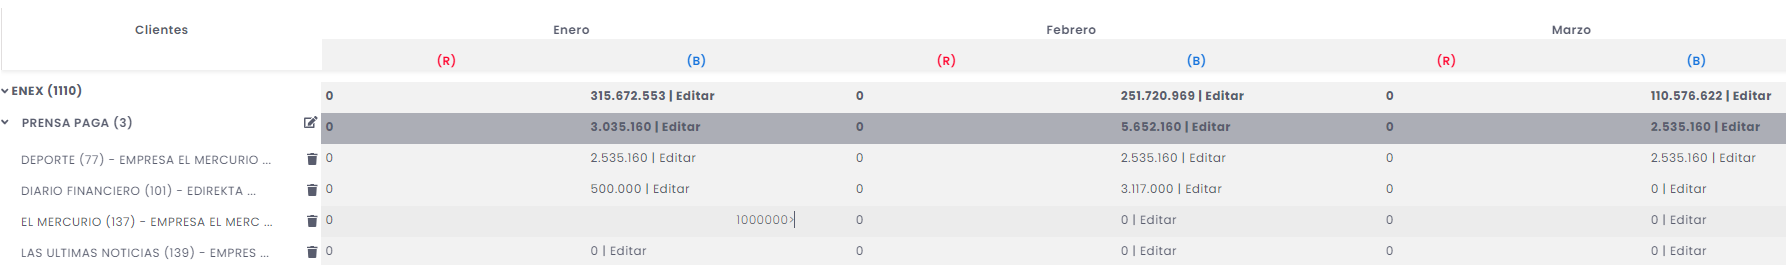 Clientes Enero Febrero Marzo
(R) (B) (R) (B) (R) (B)
ENEX (1110) 0 315.672.553 | Editar 0 251.720.969 | Editar 0 110.576.622 | Editar
PRENSA PAGA (3) 0 3.035.160 | Editar 0 5.652.160 | Editar 0 2.535.160 | Editar
DEPORTE (77) - EMPRESA EL MERCURIO ... 0 2.535.160 | Editar 0 2.535.160 | Editar 0 2.535.160 | Editar
DIARIO FINANCIERO (101) - EDIREKTA ... 0 500.000 | Editar 0 3.117.000 | Editar 0 0 | Editar
EL MERCURIO (137) - EMPRESA EL MERC ... 0 1000000> 0 0 | Editar 0 0 | Editar
LAS ULTIMAS NOTICIAS (139) - EMPRES ... 0 0 | Editar 0 0 | Editar 0 0 | Editar